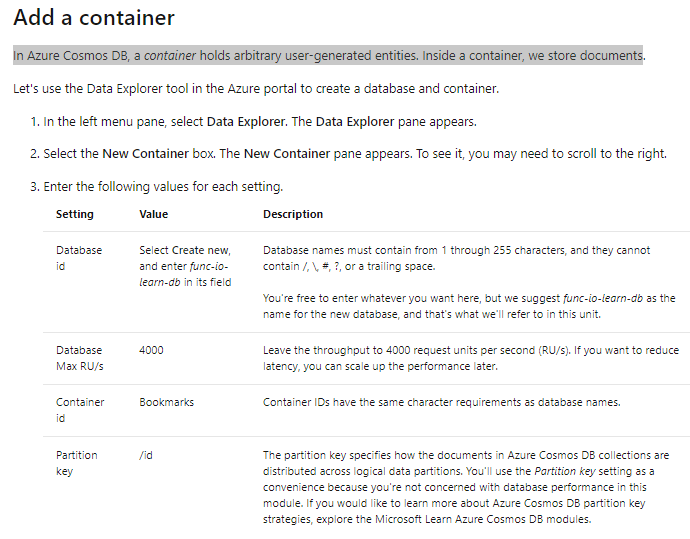 Add a container
In Azure Cosmos DB, a container holds arbitrary user-generated entities. Inside a container, we store documents.
Let's use the Data Explorer tool in the Azure portal to create a database and container.
1. In the left menu pane, select Data Explorer. The Data Explorer pane appears.
2. Select the New Container box. The New Container pane appears. To see it, you may need to scroll to the right.
3. Enter the following values for each setting.
Setting Value Description
Database id
Select Create new, and enter func-io-learn-db in its field
Database names must contain from 1 through 255 characters, and they cannot
contain /, \, #, ?, or a trailing space.
You're free to enter whatever you want here, but we suggest func-io-learn-db as the
name for the new database, and that's what we'll refer to in this unit.
Database Max RU/s
4000
Leave the throughput to 4000 request units per second (RU/s). If you want to reduce
latency, you can scale up the performance later.
Container id
Bookmarks
Container IDs have the same character requirements as database names.
Partition key
/id
The partition key specifies how the documents in Azure Cosmos DB collections are
distributed across logical data partitions. You'll use the Partition key setting as a
convenience because you're not concerned with database performance in this
module. If you would like to learn more about Azure Cosmos DB partition key
strategies, explore the Microsoft Learn Azure Cosmos DB modules.